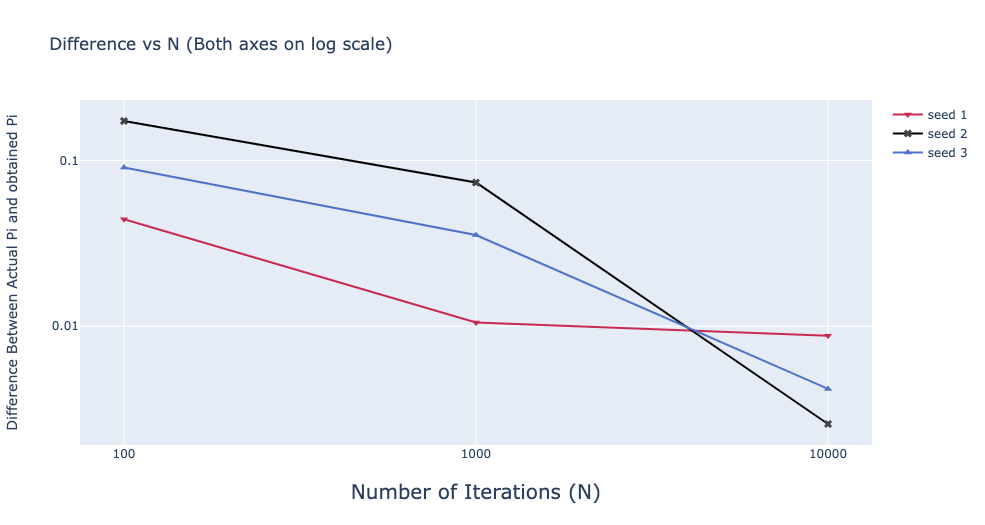 Difference vs N (Both axes on log scale)
Difference Between Actual Pi and obtained Pi
0.1
0.01
100
1000
10000
Number of Iterations (N)
seed 1
seed 2
seed 3